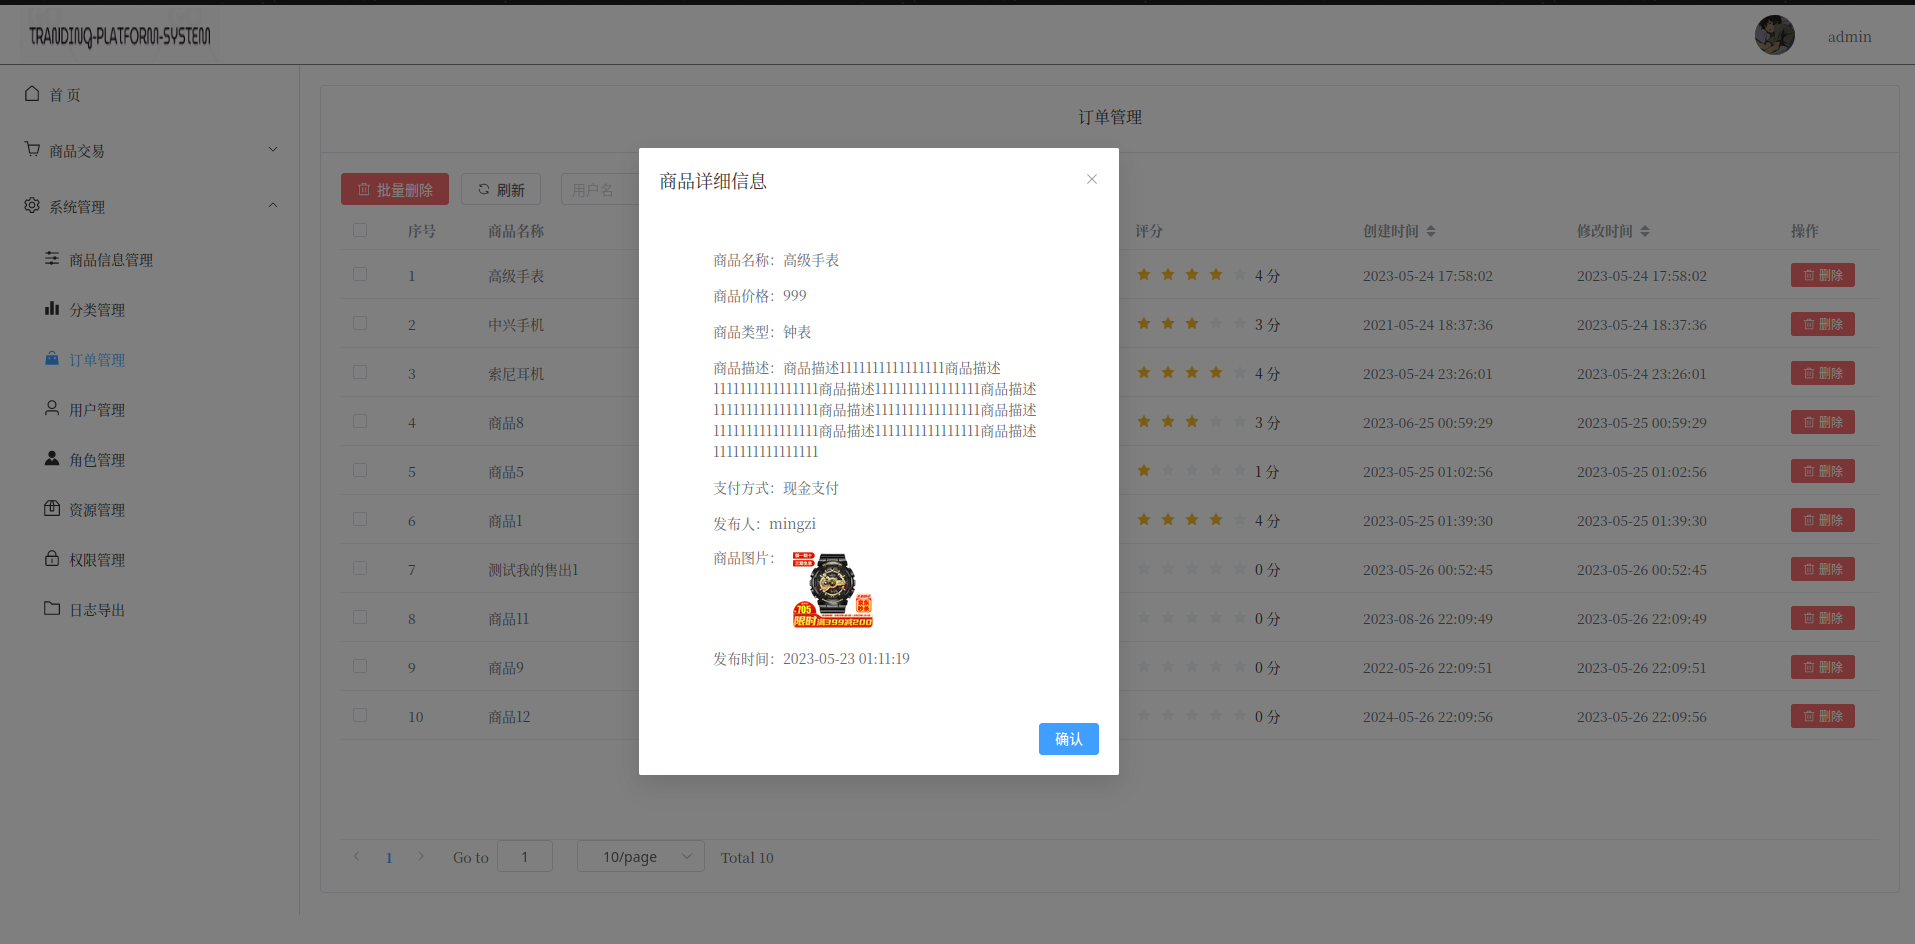 TRANDINQ-PLATFORM-SYSTEM
admin
首 页
商品交易
系统管理
商品信息管理
分类管理
订单管理
用户管理
角色管理
资源管理
权限管理
日志导出
订单管理
批量删除 刷新 用户名
序号 商品名称 评分 创建时间 修改时间 操作
1 高级手表 4 分 2023-05-24 17:58:02 2023-05-24 17:58:02 删除
2 中兴手机 3 分 2021-05-24 18:37:36 2023-05-24 18:37:36 删除
3 索尼耳机 4 分 2023-05-24 23:26:01 2023-05-24 23:26:01 删除
4 商品8 3 分 2023-06-25 00:59:29 2023-05-25 00:59:29 删除
5 商品5 1 分 2023-05-25 01:02:56 2023-05-25 01:02:56 删除
6 商品1 4 分 2023-05-25 01:39:30 2023-05-25 01:39:30 删除
7 测试我的售出1 0 分 2023-05-26 00:52:45 2023-05-26 00:52:45 删除
8 商品11 0 分 2023-08-26 22:09:49 2023-05-26 22:09:49 删除
9 商品9 0 分 2022-05-26 22:09:51 2023-05-26 22:09:51 删除
10 商品12 0 分 2024-05-26 22:09:56 2023-05-26 22:09:56 删除
1 Go to 1 10/page Total 10
商品详细信息
商品名称：高级手表
商品价格：999
商品类型：钟表
商品描述：商品描述1111111111111111商品描述
1111111111111111商品描述1111111111111111商品描述
1111111111111111商品描述1111111111111111商品描述
1111111111111111商品描述1111111111111111商品描述
1111111111111111
支付方式：现金支付
发布人：mingzi
商品图片：
705
限时满399减200
发布时间：2023-05-23 01:11:19
确认